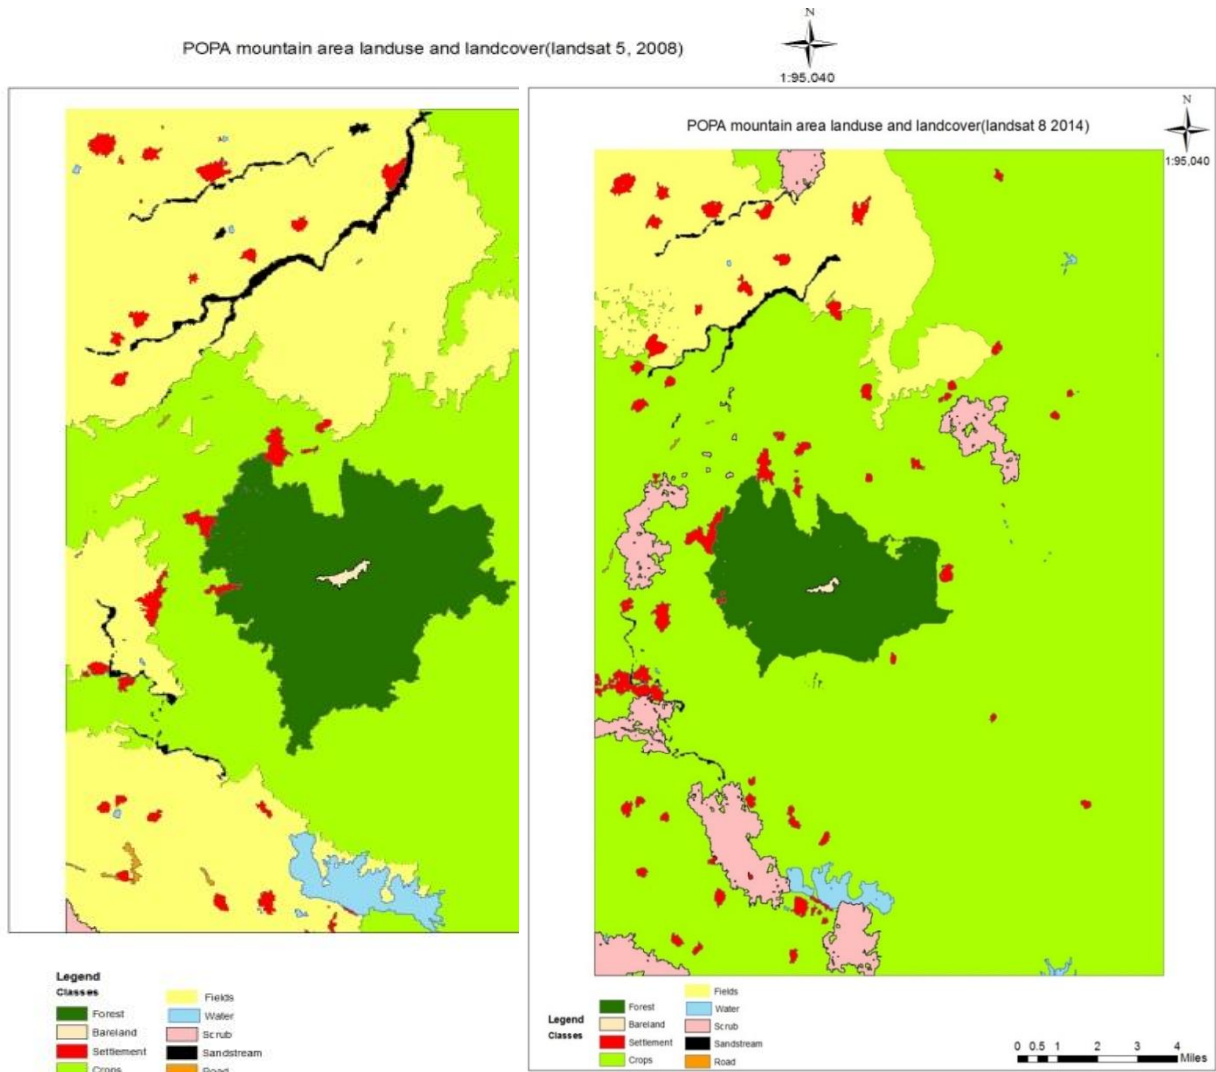 N
POPA mountain area landuse and landcover(landsat 5, 2008)
1:95,040
N
POPA mountain area landuse and landcover(landsat 8 2014)
1:95,040
Legend
Classes
Forest
Bareland
Settlement
Crops
Fields
Water
Scrub
Sandstream
Road
Legend
Classes
Forest
Bareland
Settlement
Crops
Fields
Water
Scrub
Sandstream
Road
0 0.5 1 2 3 4
Miles